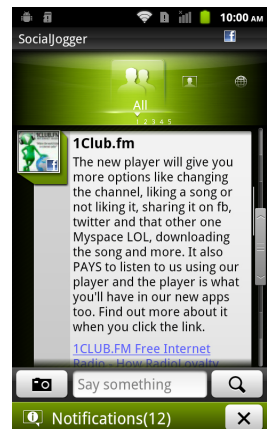 10:00 AM
SocialJogger
All
1 2 3 4 5
1Club.fm
The new player will give you
more options like changing
the channel, liking a song or
not liking it, sharing it on fb,
twitter and that other one
Myspace LOL, downloading
the song and more. It also
PAYS to listen to us using our
player and the player is what
you'll have in our new apps
too. Find out more about it
when you click the link.
1CLUB.FM Free Internet
Radio - How RadioLoyalty
Say something
Notifications(12)